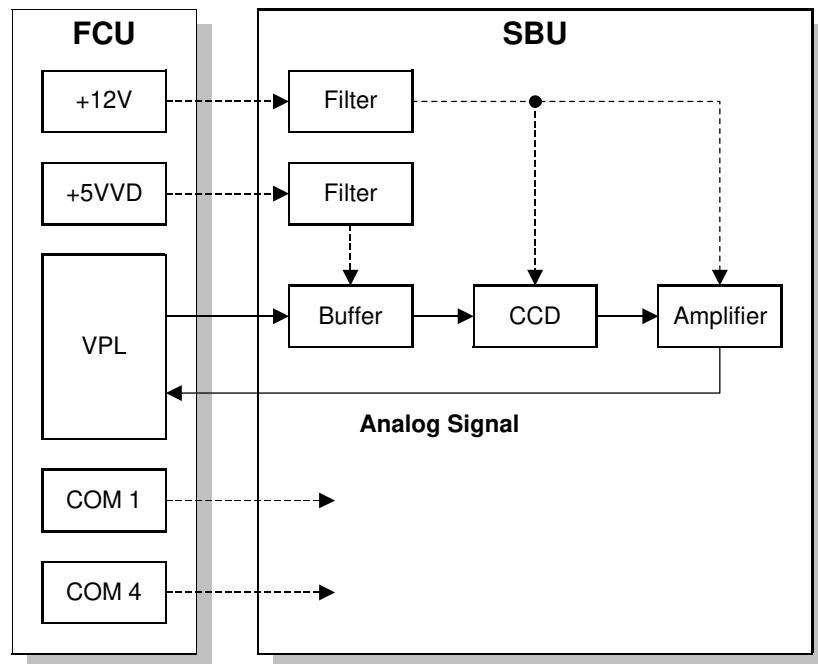 FCU
SBU
+12V
Filter
+5VVD
Filter
VPL
Buffer
CCD
Amplifier
Analog Signal
COM 1
COM 4